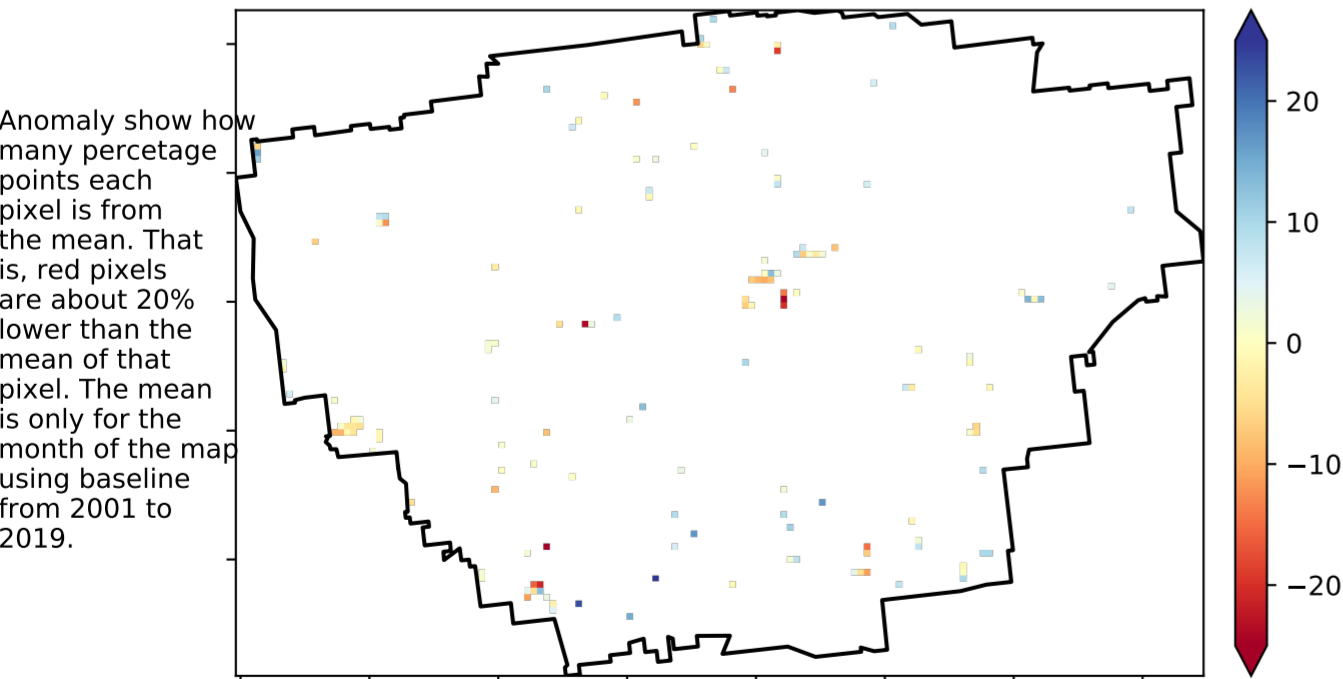 Anomaly show how
many percetage
points each
pixel is from
the mean. That
is, red pixels
are about 20%
lower than the
mean of that
pixel. The mean
is only for the
month of the map
using baseline
from 2001 to
2019.
20
10
0
−10
−20